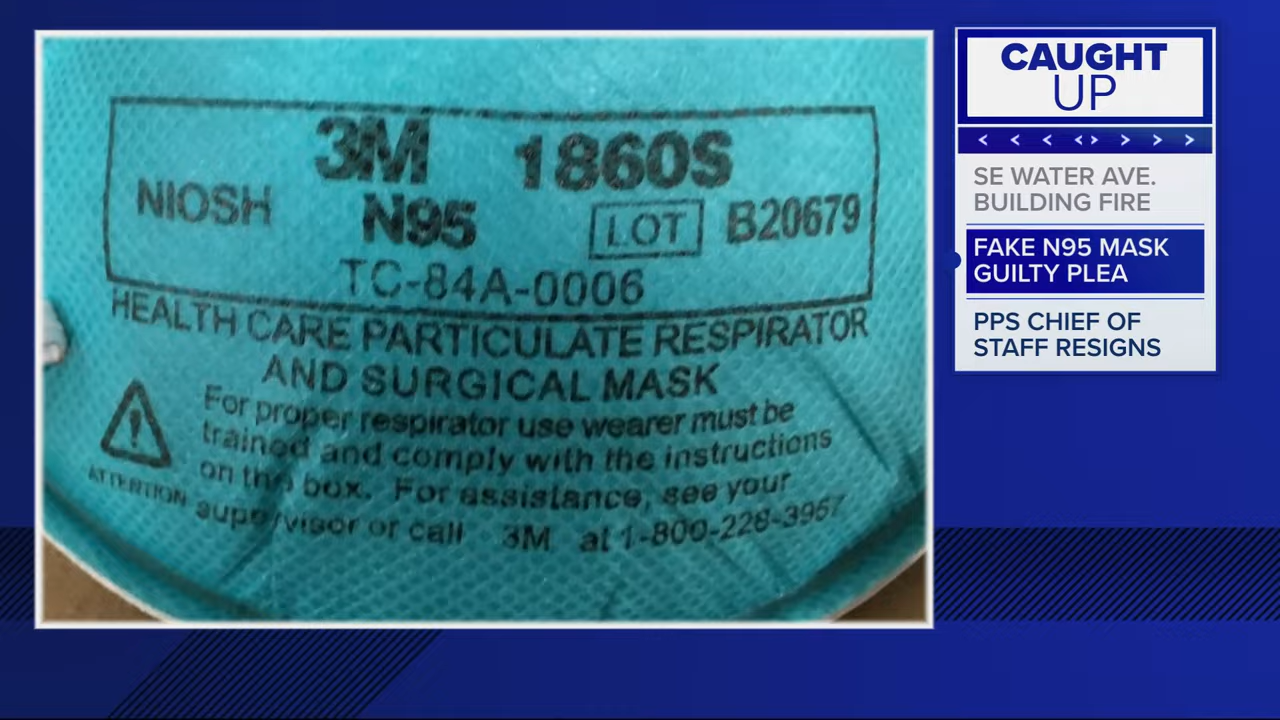 3M 1860S
NIOSH N95 LOT B20679
TC-84A-0006
HEALTH CARE PARTICULATE RESPIRATOR
AND SURGICAL MASK
For proper respirator use wearer must be
trained and comply with the instructions
on the box. For assistance, see your
supervisor or call 3M at 1-800-228-3957
ATTENTION
CAUGHT
UP
< < < <> > > >
SE WATER AVE.
BUILDING FIRE
FAKE N95 MASK
GUILTY PLEA
PPS CHIEF OF
STAFF RESIGNS